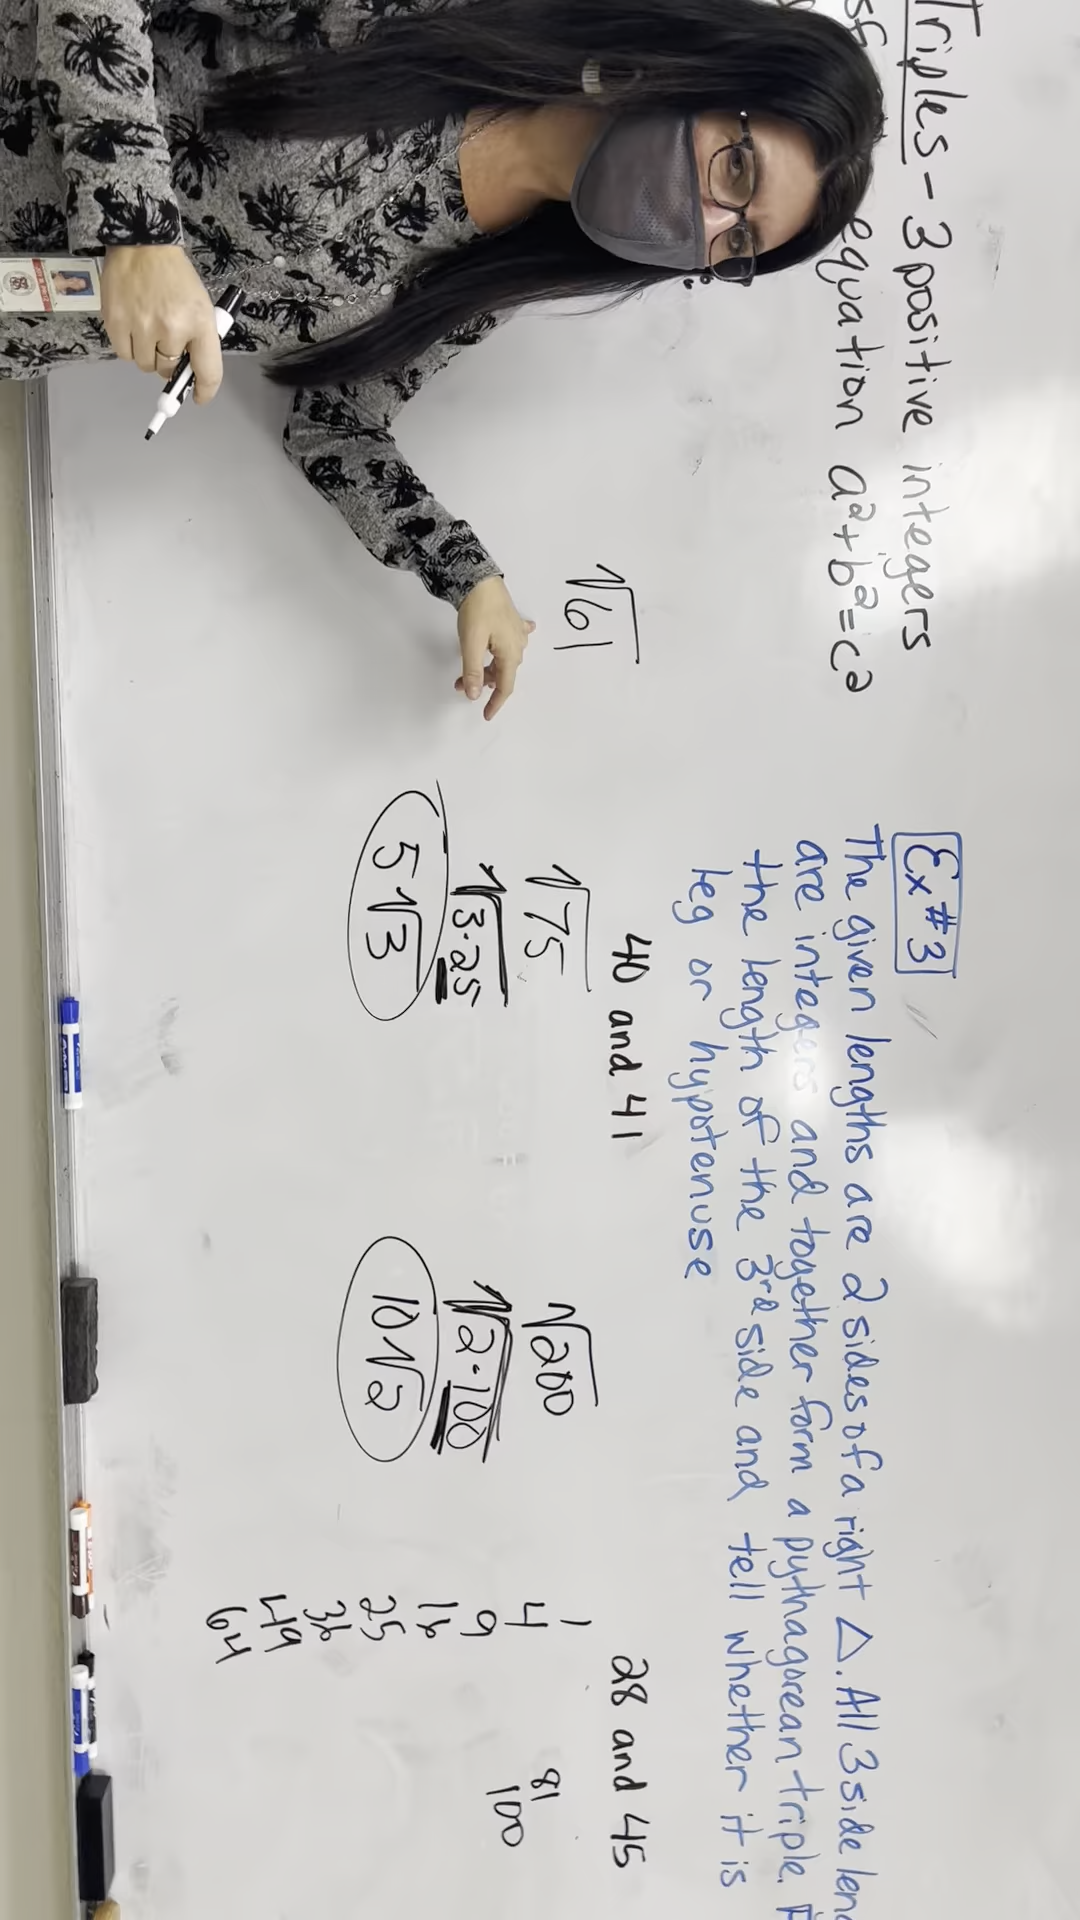 Triples - 3 positive integers
equation a²+b²=c²
√61
Ex #3
The given lengths are 2 sides of a right △. All 3 side
are integers and together form a pythagorean triple.
the length of the 3rd side and tell whether it is
leg or hypotenuse
40 and 41
28 and 45
√75
√3·25
5√3
√200
√2·100
10√2
1
4
9
16
25
36
49
64
81
100